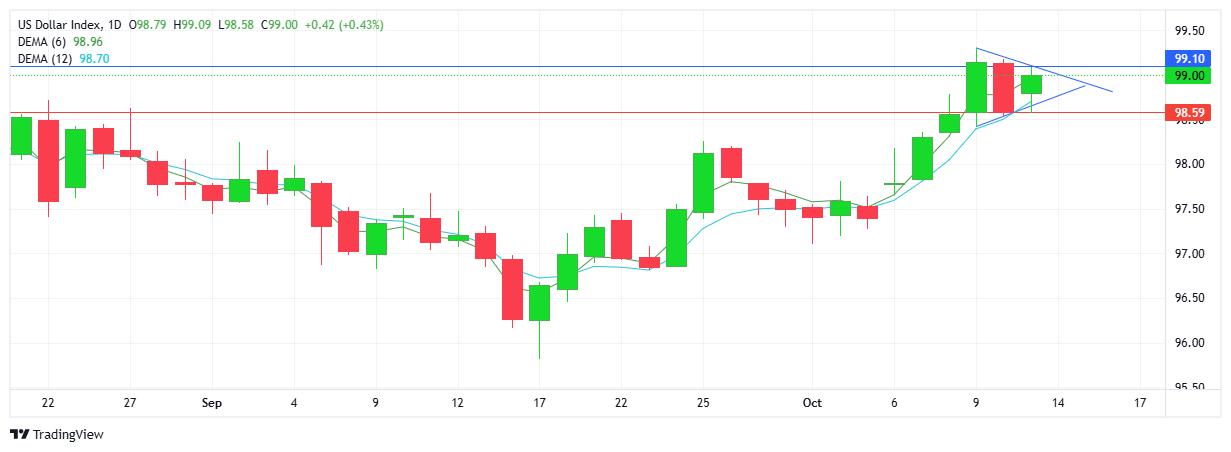 US Dollar Index, 1D O98.79 H99.09 L98.58 C99.00 +0.42 (+0.43%)
DEMA (6) 98.96
DEMA (12) 98.70
99.50
99.10
99.00
98.59
98.50
98.00
97.50
97.00
96.50
96.00
95.50
22 27 Sep 4 9 12 17 22 25 Oct 6 9 14 17
TradingView